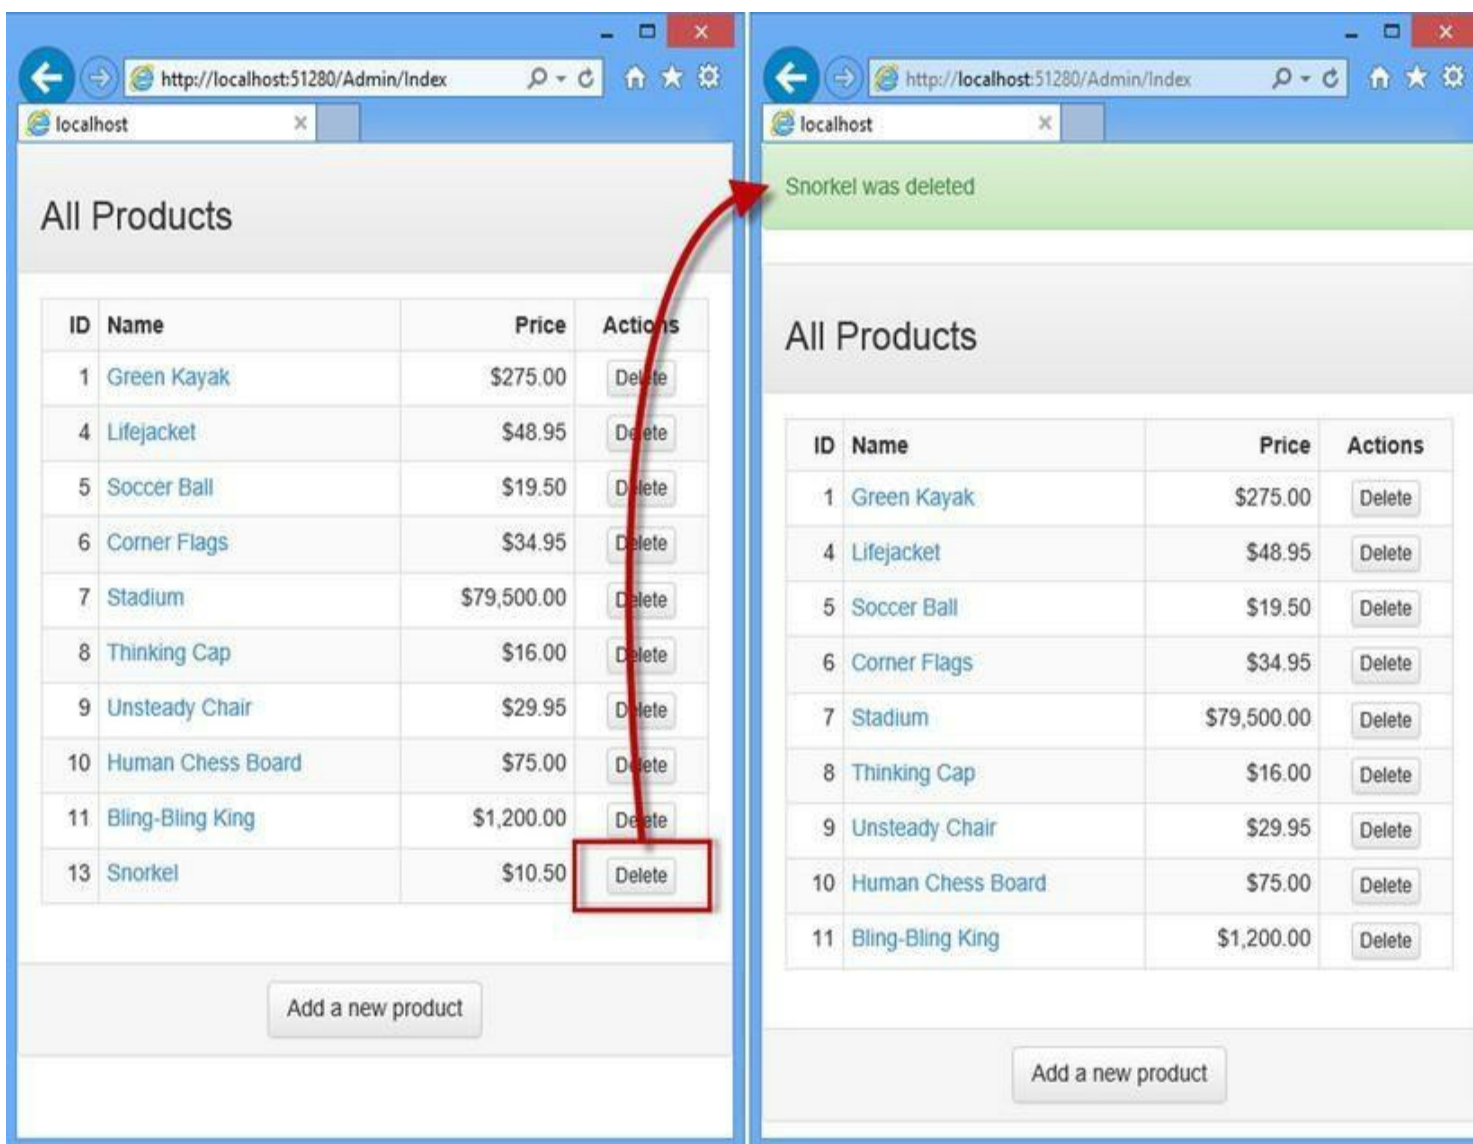 http://localhost:51280/Admin/Index
localhost
All Products
ID Name Price Actions
1 Green Kayak $275.00 Delete
4 Lifejacket $48.95 Delete
5 Soccer Ball $19.50 Delete
6 Corner Flags $34.95 Delete
7 Stadium $79,500.00 Delete
8 Thinking Cap $16.00 Delete
9 Unsteady Chair $29.95 Delete
10 Human Chess Board $75.00 Delete
11 Bling-Bling King $1,200.00 Delete
13 Snorkel $10.50 Delete
Add a new product
http://localhost:51280/Admin/Index
localhost
Snorkel was deleted
All Products
ID Name Price Actions
1 Green Kayak $275.00 Delete
4 Lifejacket $48.95 Delete
5 Soccer Ball $19.50 Delete
6 Corner Flags $34.95 Delete
7 Stadium $79,500.00 Delete
8 Thinking Cap $16.00 Delete
9 Unsteady Chair $29.95 Delete
10 Human Chess Board $75.00 Delete
11 Bling-Bling King $1,200.00 Delete
Add a new product